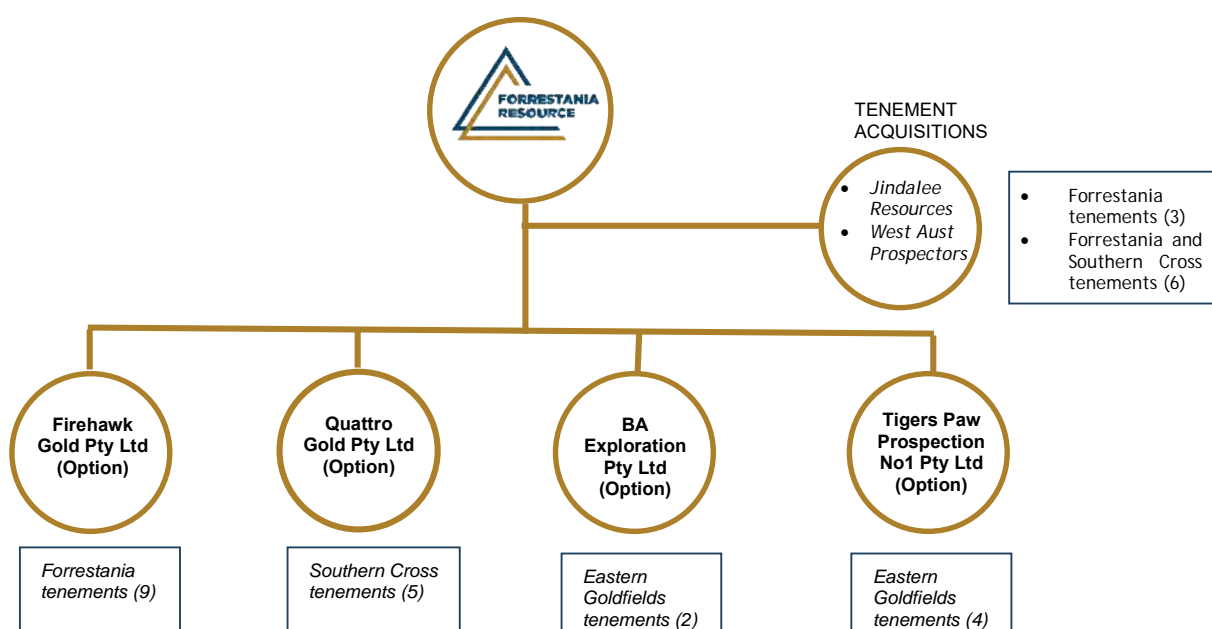 FORRESTANIA
RESOURCE
TENEMENT
ACQUISITIONS
• Jindalee
Resources
• West Aust
Prospectors
• Forrestania
tenements (3)
• Forrestania and
Southern Cross
tenements (6)
Firehawk
Gold Pty Ltd
(Option)
Quattro
Gold Pty Ltd
(Option)
BA
Exploration
Pty Ltd
(Option)
Tigers Paw
Prospection
No1 Pty Ltd
(Option)
Forrestania
tenements (9)
Southern Cross
tenements (5)
Eastern
Goldfields
tenements (2)
Eastern
Goldfields
tenements (4)